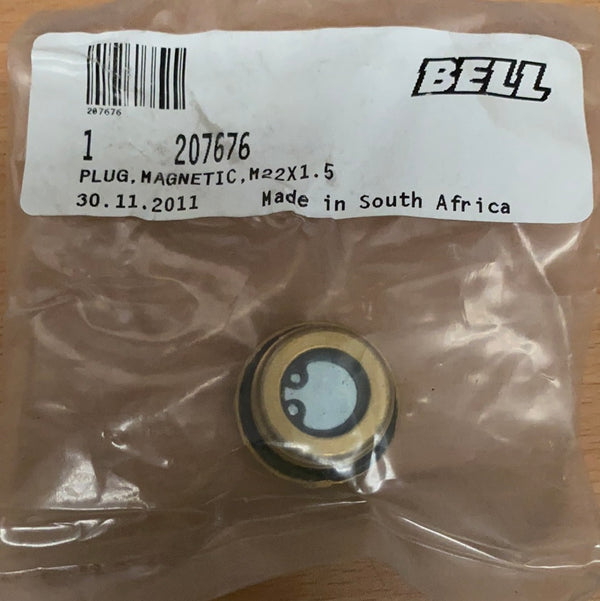 BELL
207676
1 207676
PLUG,MAGNETIC,M22X1.5
30.11.2011 Made in South Africa